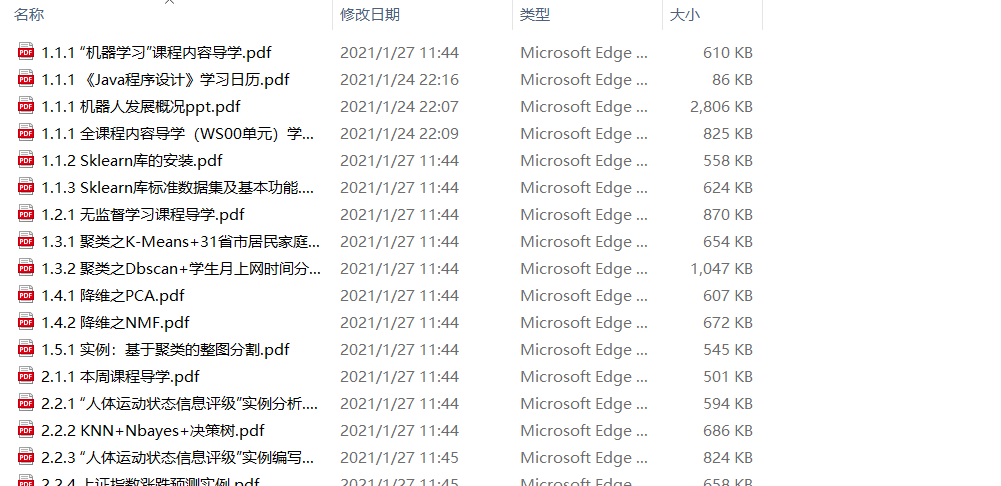 名称 修改日期 类型 大小
PDF 1.1.1 “机器学习”课程内容导学.pdf 2021/1/27 11:44 Microsoft Edge ... 610 KB
PDF 1.1.1 《Java程序设计》学习日历.pdf 2021/1/24 22:16 Microsoft Edge ... 86 KB
PDF 1.1.1 机器人发展概况ppt.pdf 2021/1/24 22:07 Microsoft Edge ... 2,806 KB
PDF 1.1.1 全课程内容导学（WS00单元）学... 2021/1/24 22:09 Microsoft Edge ... 825 KB
PDF 1.1.2 Sklearn库的安装.pdf 2021/1/27 11:44 Microsoft Edge ... 558 KB
PDF 1.1.3 Sklearn库标准数据集及基本功能.... 2021/1/27 11:44 Microsoft Edge ... 624 KB
PDF 1.2.1 无监督学习课程导学.pdf 2021/1/27 11:44 Microsoft Edge ... 870 KB
PDF 1.3.1 聚类之K-Means+31省市居民家庭... 2021/1/27 11:44 Microsoft Edge ... 654 KB
PDF 1.3.2 聚类之Dbscan+学生月上网时间分... 2021/1/27 11:44 Microsoft Edge ... 1,047 KB
PDF 1.4.1 降维之PCA.pdf 2021/1/27 11:44 Microsoft Edge ... 607 KB
PDF 1.4.2 降维之NMF.pdf 2021/1/27 11:44 Microsoft Edge ... 672 KB
PDF 1.5.1 实例：基于聚类的整图分割.pdf 2021/1/27 11:44 Microsoft Edge ... 545 KB
PDF 2.1.1 本周课程导学.pdf 2021/1/27 11:44 Microsoft Edge ... 501 KB
PDF 2.2.1 “人体运动状态信息评级”实例分析.... 2021/1/27 11:44 Microsoft Edge ... 594 KB
PDF 2.2.2 KNN+Nbayes+决策树.pdf 2021/1/27 11:44 Microsoft Edge ... 686 KB
PDF 2.2.3 “人体运动状态信息评级”实例编写... 2021/1/27 11:45 Microsoft Edge ... 824 KB
PDF 2.2.4 上证指数涨跌预测实例.pdf 2021/1/27 11:45 Microsoft Edge ... 658 KB